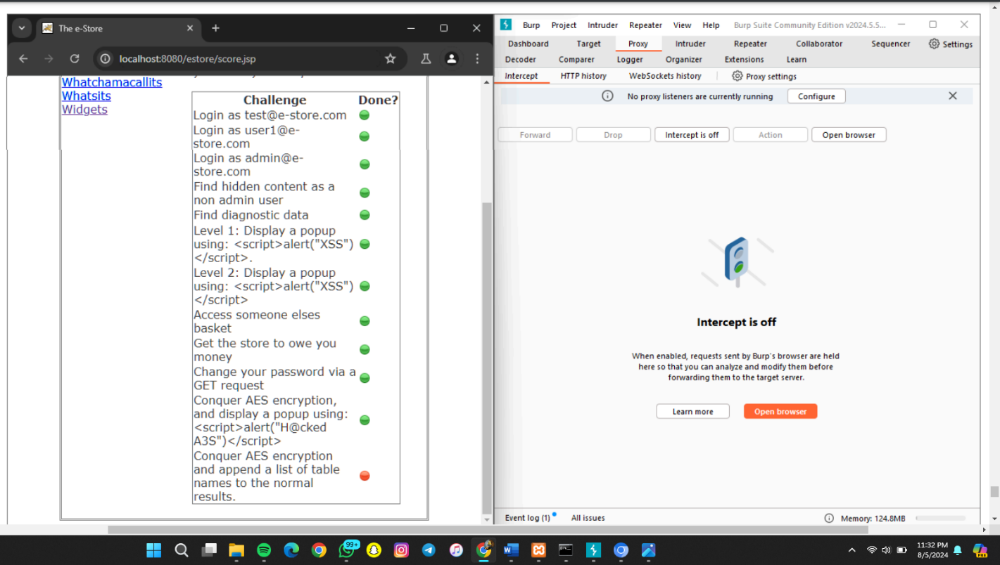 The e-Store
localhost:8080/estore/score.jsp
Whatchamacallits
Whatsits
Widgets
Challenge Done?
Login as test@e-store.com
Login as user1@e-
store.com
Login as admin@e-
store.com
Find hidden content as a
non admin user
Find diagnostic data
Level 1: Display a popup
using: <script>alert("XSS")
</script>.
Level 2: Display a popup
using: <script>alert("XSS")
</script>
Access someone elses
basket
Get the store to owe you
money
Change your password via a
GET request
Conquer AES encryption,
and display a popup using:
<script>alert("H@cked
A3S")</script>
Conquer AES encryption
and append a list of table
names to the normal
results.
Burp Project Intruder Repeater View Help Burp Suite Community Edition v2024.5.5...
Dashboard Target Proxy Intruder Repeater Collaborator Sequencer Settings
Decoder Comparer Logger Organizer Extensions Learn
Intercept HTTP history WebSockets history Proxy settings
No proxy listeners are currently running Configure
Forward Drop Intercept is off Action Open browser
Intercept is off
When enabled, requests sent by Burp's browser are held
here so that you can analyze and modify them before
forwarding them to the target server.
Learn more Open browser
Event log (1) All issues Memory: 124.8MB
99+
11:32 PM
8/5/2024
PRE